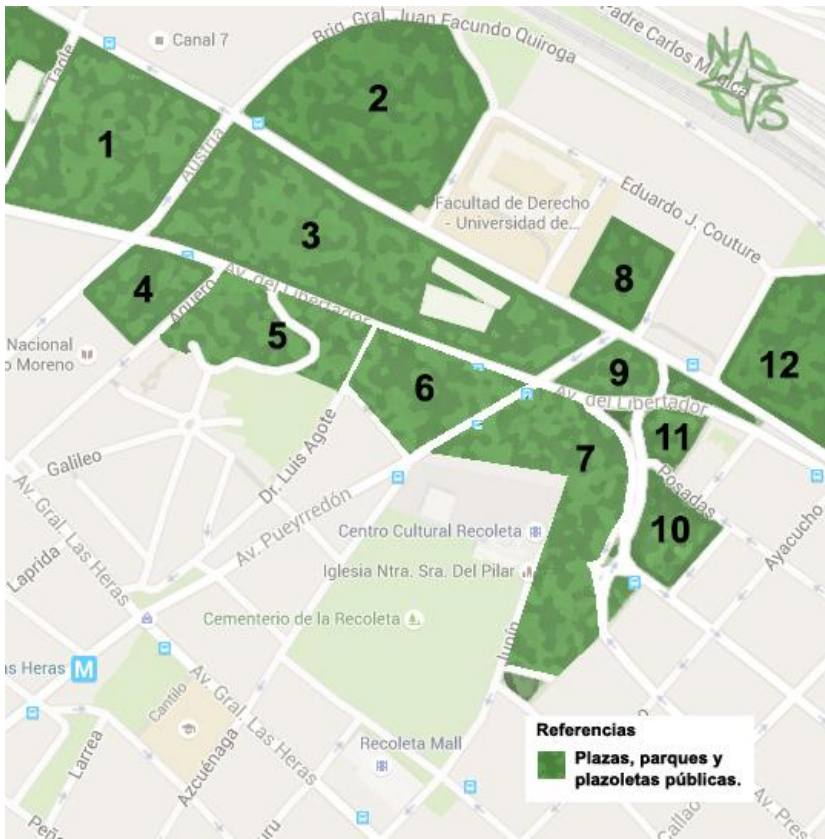 Canal 7
Brig. Gral. Juan Facundo Quiroga
Padre Carlos Mugica
N
S
Tagle
2
1
Austria
Facultad de Derecho
- Universidad de...
Eduardo J. Couture
3
8
4
Av. del Libertador
Agüero
5
Nacional
o Moreno
9
12
6
Av. del Libertador
7
11
Dr. Luis Agote
Galileo
Posadas
Av. Pueyrredón
Av. Gral. Las Heras
Centro Cultural Recoleta
10
Ayacucho
Laprida
Iglesia Ntra. Sra. Del Pilar
Cementerio de la Recoleta
Junín
as Heras
M
Av. Gral. Las Heras
Cantilo
Larrea
Azcuénaga
Recoleta Mall
Referencias
Plazas, parques y
plazoletas públicas.
Callao
Av. Pres
Peñ
uru